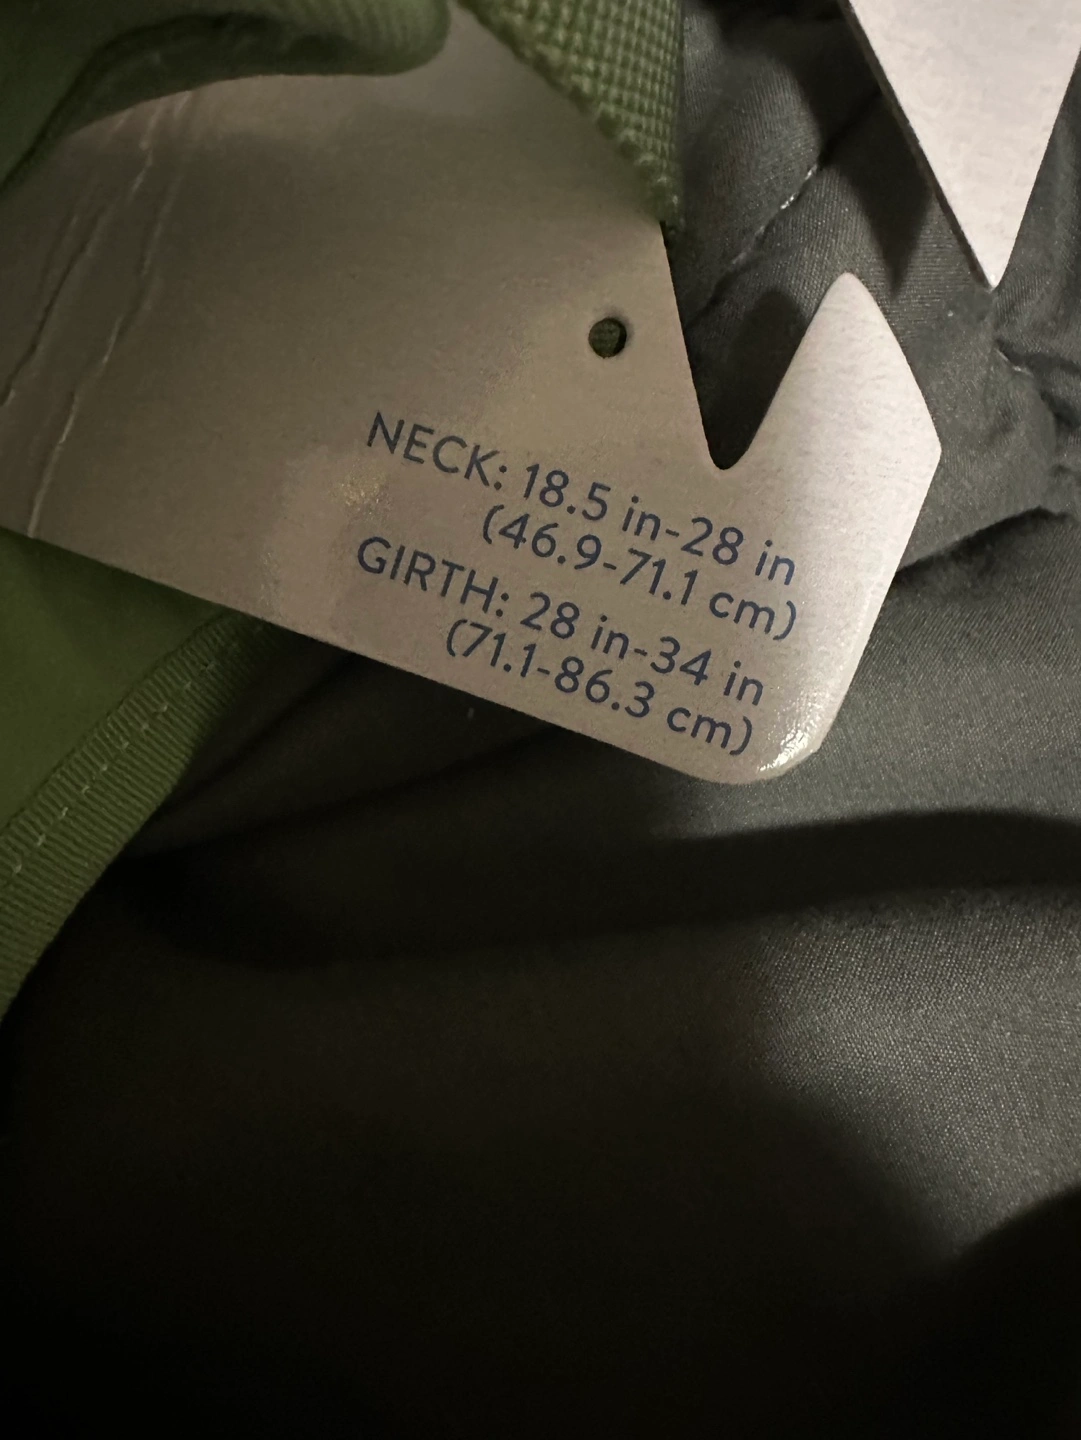 NECK: 18.5 in-28 in
(46.9-71.1 cm)
GIRTH: 28 in-34 in
(71.1-86.3 cm)